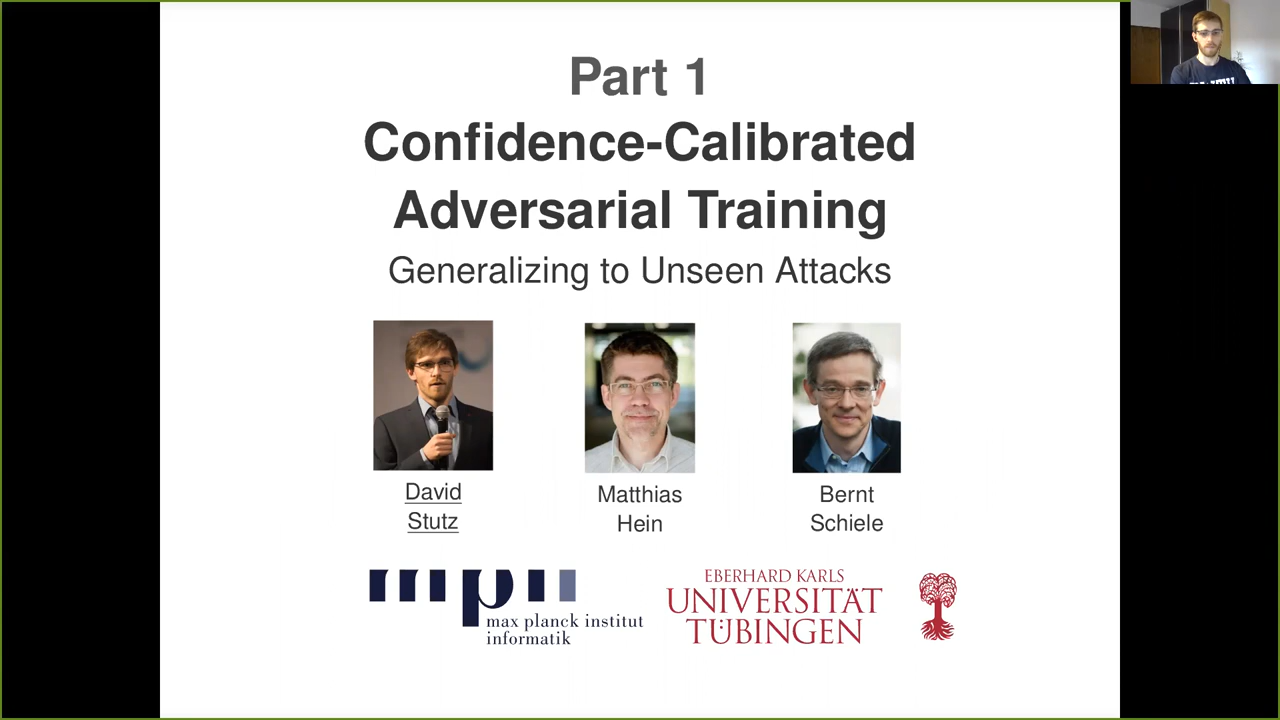 Part 1
Confidence-Calibrated
Adversarial Training
Generalizing to Unseen Attacks
David
Stutz
Matthias
Hein
Bernt
Schiele
mpii
max planck institut
informatik
EBERHARD KARLS
UNIVERSITÄT
TÜBINGEN